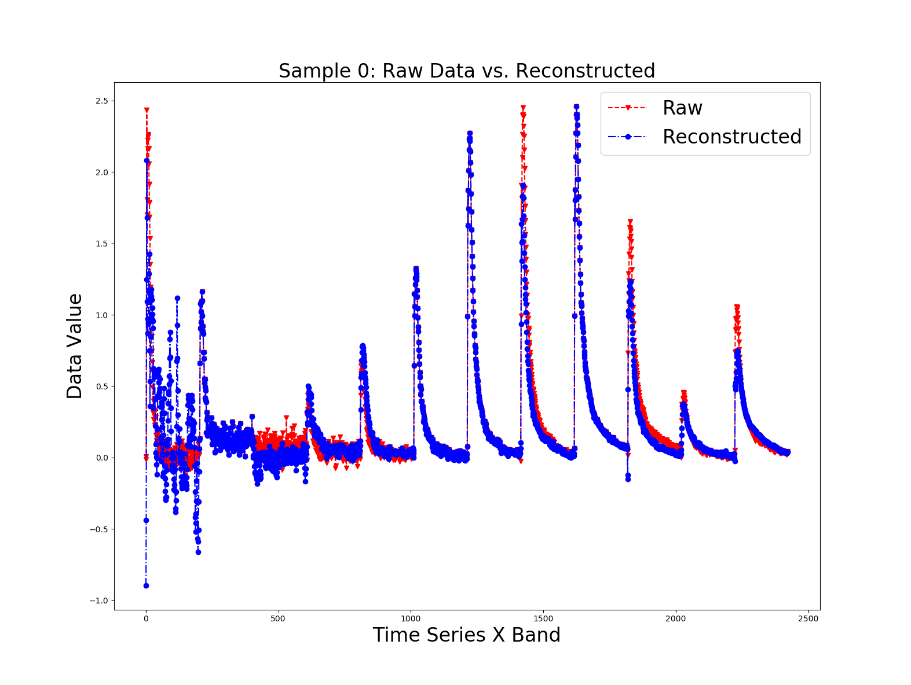 Sample 0: Raw Data vs. Reconstructed
Raw
Reconstructed
Data Value
2.5
2.0
1.5
1.0
0.5
0.0
−0.5
−1.0
0 500 1000 1500 2000 2500
Time Series X Band